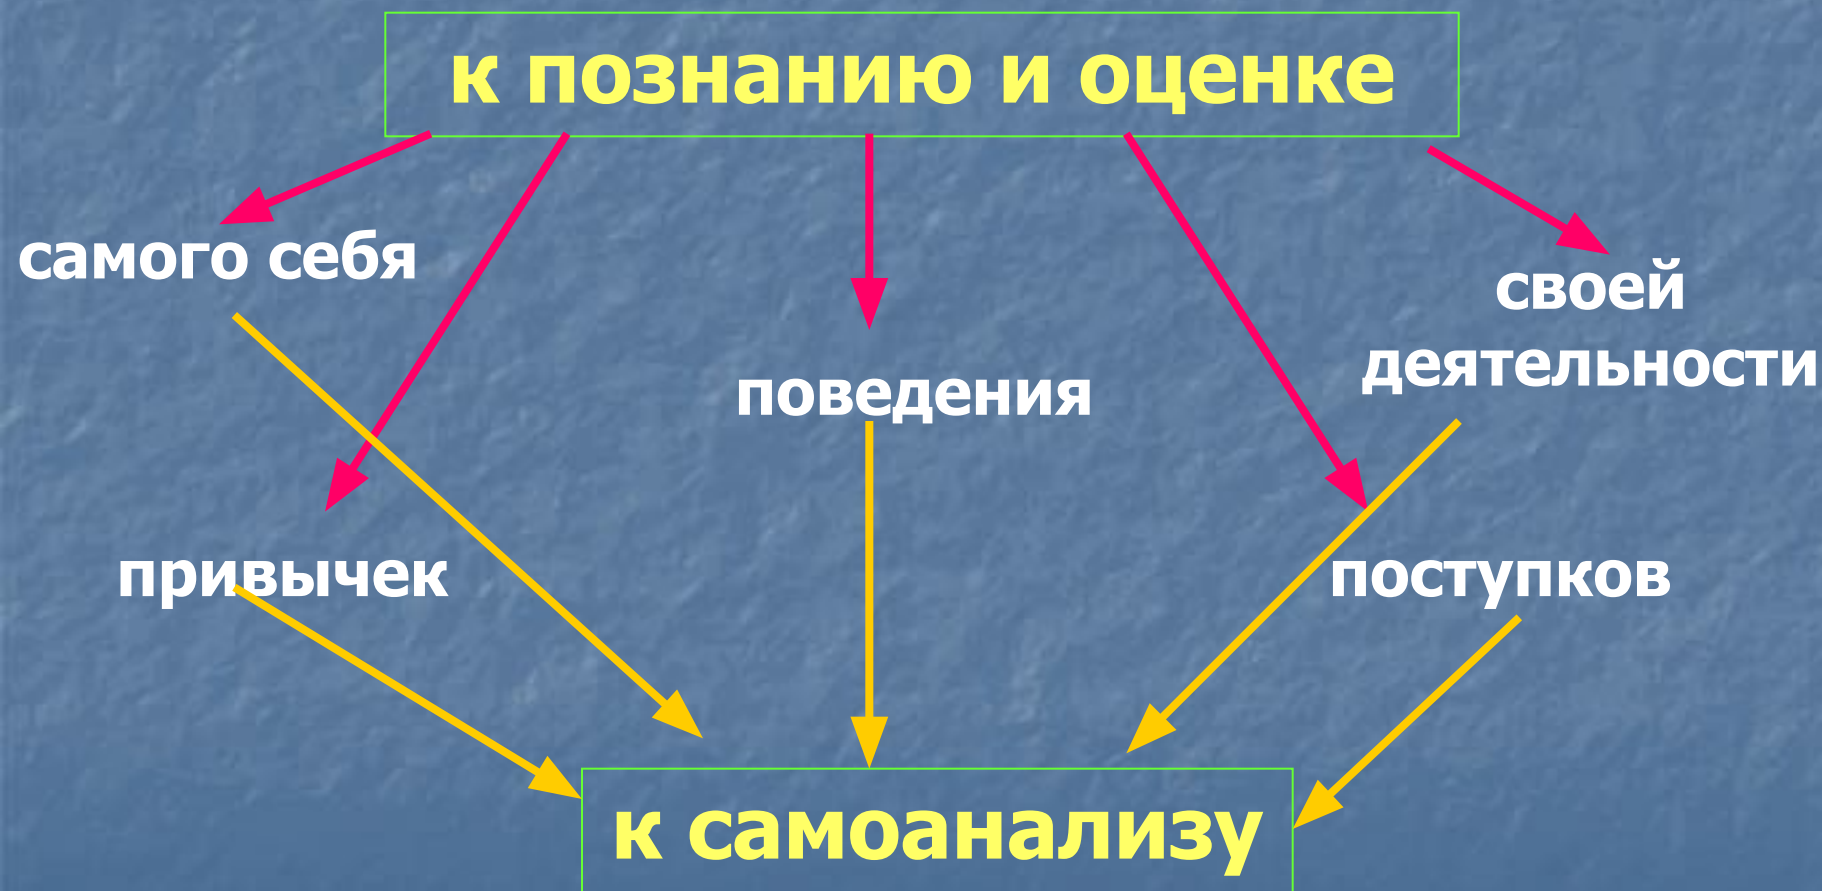 к познанию и оценке
самого себя
своей
деятельности
поведения
привычек
поступков
к самоанализу